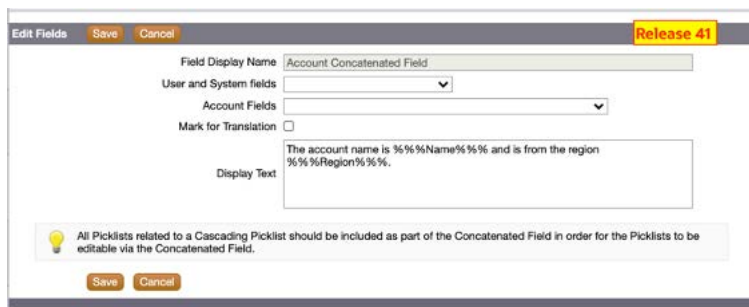 Edit Fields Save Cancel Release 41
Field Display Name Account Concatenated Field
User and System fields
Account Fields
Mark for Translation
The account name is %%%Name%%% and is from the region
%%%Region%%%.
Display Text
All Picklists related to a Cascading Picklist should be included as part of the Concatenated Field in order for the Picklists to be
editable via the Concatenated Field.
Save Cancel